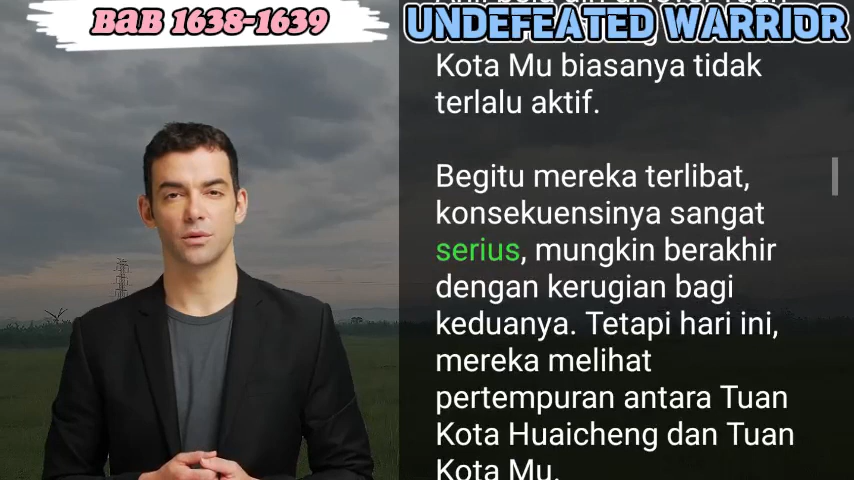 BAB 1638-1639
UNDEFEATED WARRIOR
Kota Mu biasanya tidak
terlalu aktif.
Begitu mereka terlibat,
konsekuensinya sangat
serius, mungkin berakhir
dengan kerugian bagi
keduanya. Tetapi hari ini,
mereka melihat
pertempuran antara Tuan
Kota Huaicheng dan Tuan
Kota Mu.